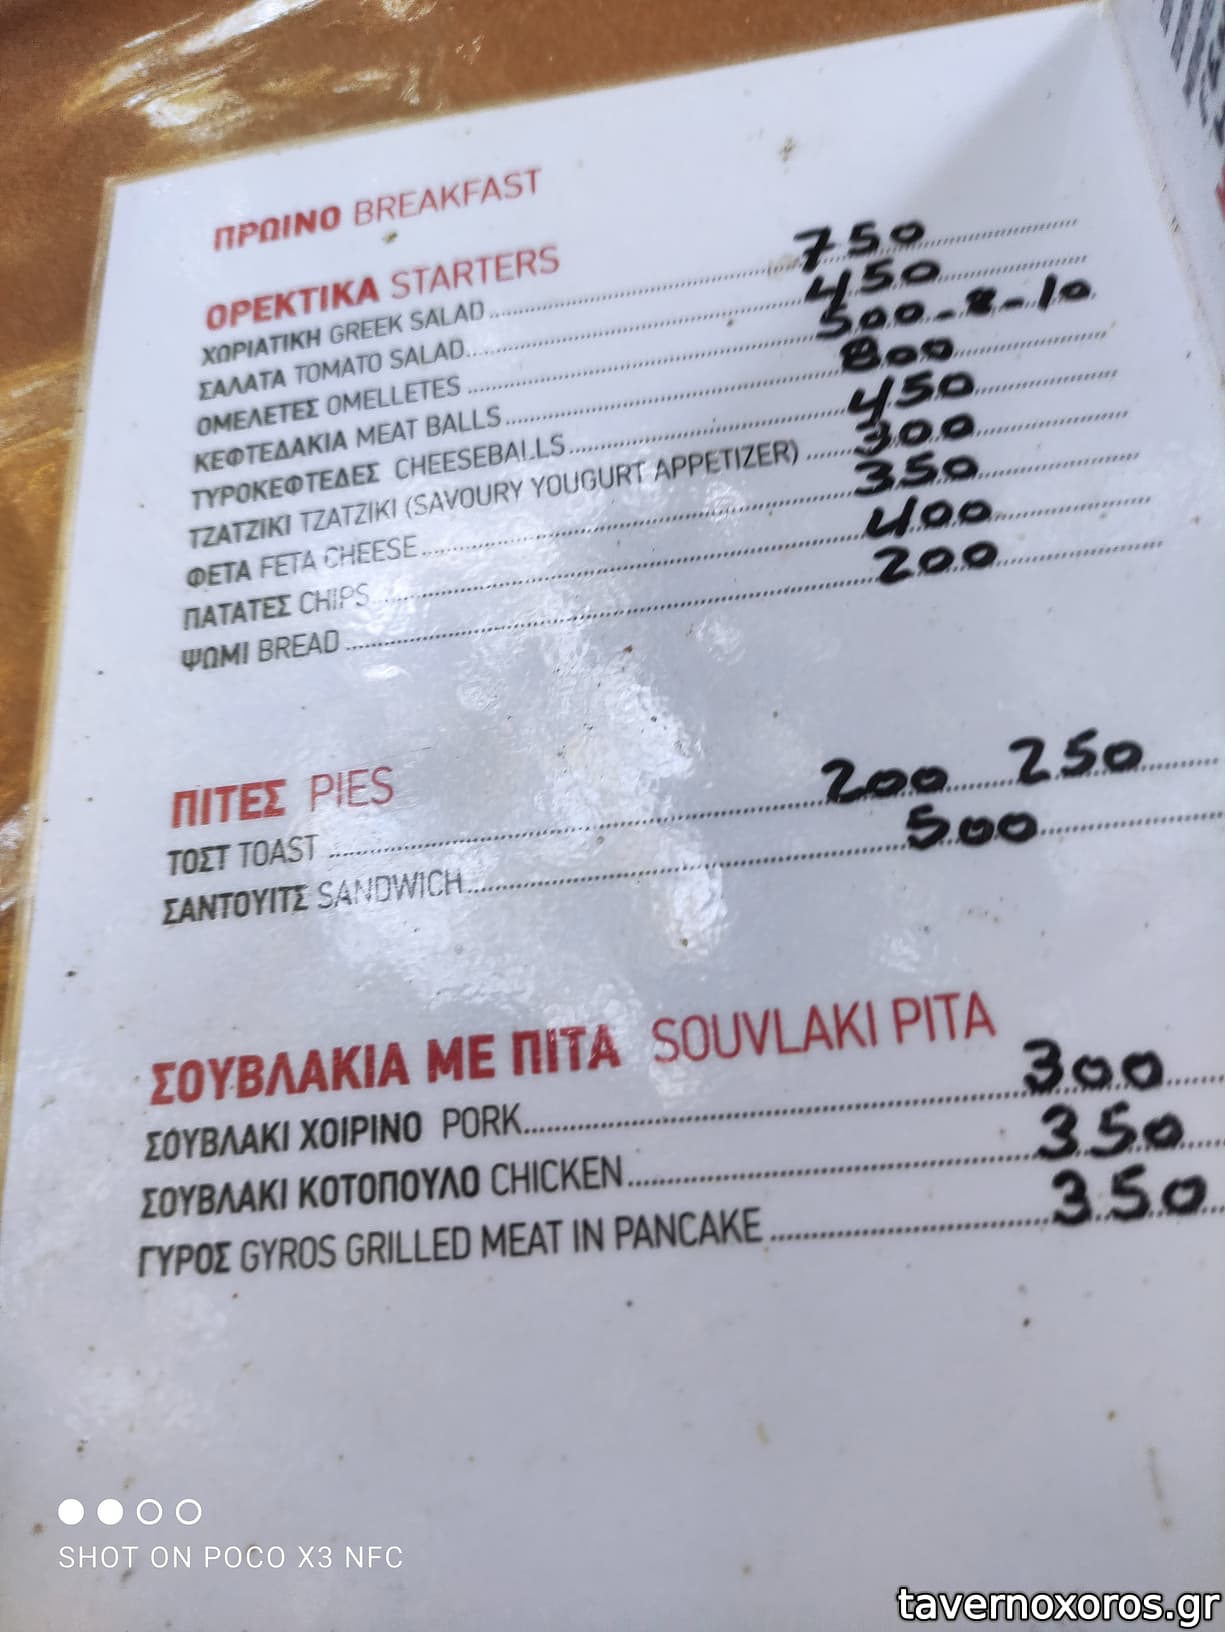 ΠΡΩΙΝΟ BREAKFAST
ΟΡΕΚΤΙΚΑ STARTERS
ΧΩΡΙΑΤΙΚΗ GREEK SALAD 750
ΣΑΛΑΤΑ TOMATO SALAD 450
ΟΜΕΛΕΤΕΣ OMELLETES 500-8-10
ΚΕΦΤΕΔΑΚΙΑ MEAT BALLS 800
ΤΥΡΟΚΕΦΤΕΔΕΣ CHEESEBALLS 450
ΤΖΑΤΖΙΚΙ TZATZIKI (SAVOURY YOUGURT APPETIZER) 300
ΦΕΤΑ FETA CHEESE 350
ΠΑΤΑΤΕΣ CHIPS 400
ΨΩΜΙ BREAD 200
ΠΙΤΕΣ PIES
ΤΟΣΤ TOAST 200 250
ΣΑΝΤΟΥΙΤΣ SANDWICH 500
ΣΟΥΒΛΑΚΙΑ ΜΕ ΠΙΤΑ SOUVLAKI PITA
ΣΟΥΒΛΑΚΙ ΧΟΙΡΙΝΟ PORK 300
ΣΟΥΒΛΑΚΙ ΚΟΤΟΠΟΥΛΟ CHICKEN 350
ΓΥΡΟΣ GYROS GRILLED MEAT IN PANCAKE 350
SHOT ON POCO X3 NFC
tavernoxoros.gr